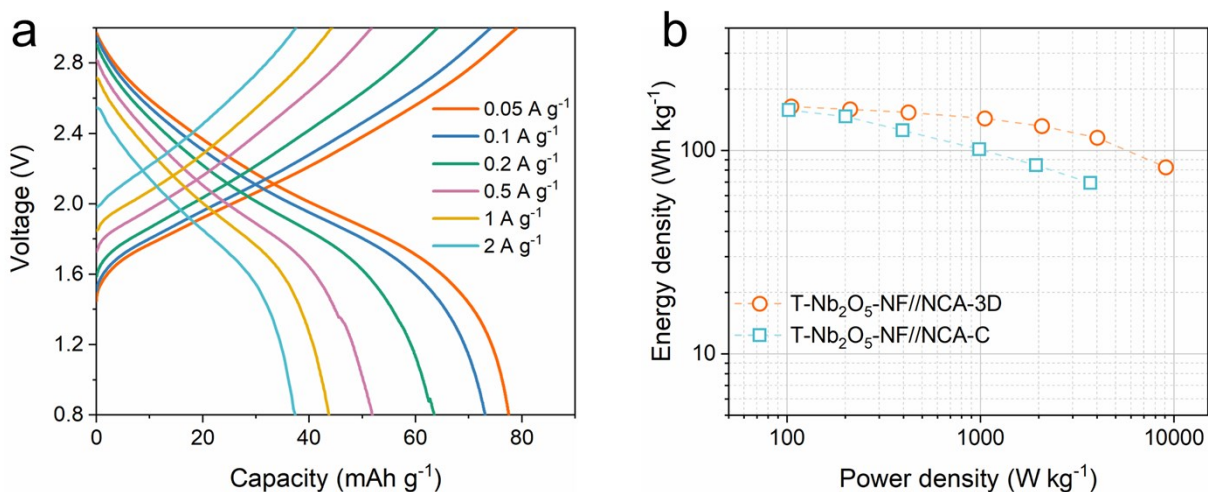 a
Voltage (V)
2.8
2.4
2.0
1.6
1.2
0.8
0
20
40
60
80
Capacity (mAh g⁻¹)
0.05 A g⁻¹
0.1 A g⁻¹
0.2 A g⁻¹
0.5 A g⁻¹
1 A g⁻¹
2 A g⁻¹
b
Energy density (Wh kg⁻¹)
100
10
100
1000
10000
Power density (W kg⁻¹)
T-Nb₂O₅-NF//NCA-3D
T-Nb₂O₅-NF//NCA-C